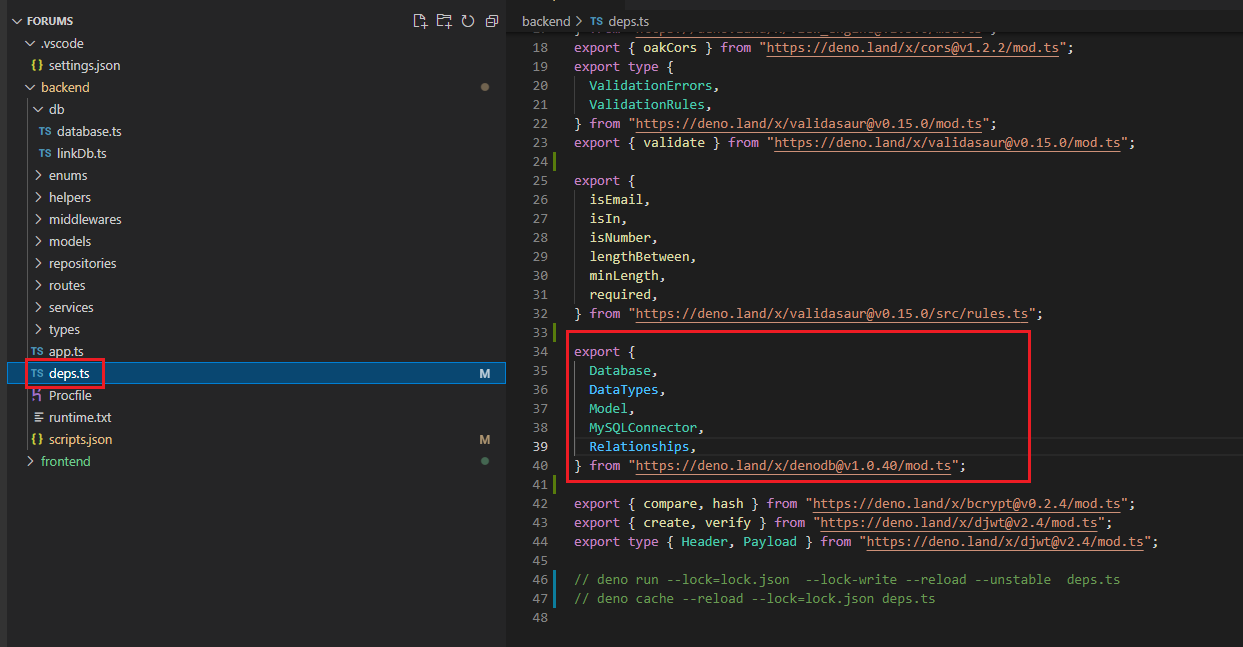 FORUMS
.vscode
{} settings.json
backend
db
TS database.ts
TS linkDb.ts
enums
helpers
middlewares
models
repositories
routes
services
types
TS app.ts
TS deps.ts M
Procfile
runtime.txt
{} scripts.json M
frontend
backend > TS deps.ts
18 export { oakCors } from "https://deno.land/x/cors@v1.2.2/mod.ts";
19 export type {
20 ValidationErrors,
21 ValidationRules,
22 } from "https://deno.land/x/validasaur@v0.15.0/mod.ts";
23 export { validate } from "https://deno.land/x/validasaur@v0.15.0/mod.ts";
24
25 export {
26 isEmail,
27 isIn,
28 isNumber,
29 lengthBetween,
30 minLength,
31 required,
32 } from "https://deno.land/x/validasaur@v0.15.0/src/rules.ts";
33
34 export {
35 Database,
36 DataTypes,
37 Model,
38 MySQLConnector,
39 Relationships,
40 } from "https://deno.land/x/denodb@v1.0.40/mod.ts";
41
42 export { compare, hash } from "https://deno.land/x/bcrypt@v0.2.4/mod.ts";
43 export { create, verify } from "https://deno.land/x/djwt@v2.4/mod.ts";
44 export type { Header, Payload } from "https://deno.land/x/djwt@v2.4/mod.ts";
45
46 // deno run --lock=lock.json  --lock-write --reload --unstable  deps.ts
47 // deno cache --reload --lock=lock.json deps.ts
48